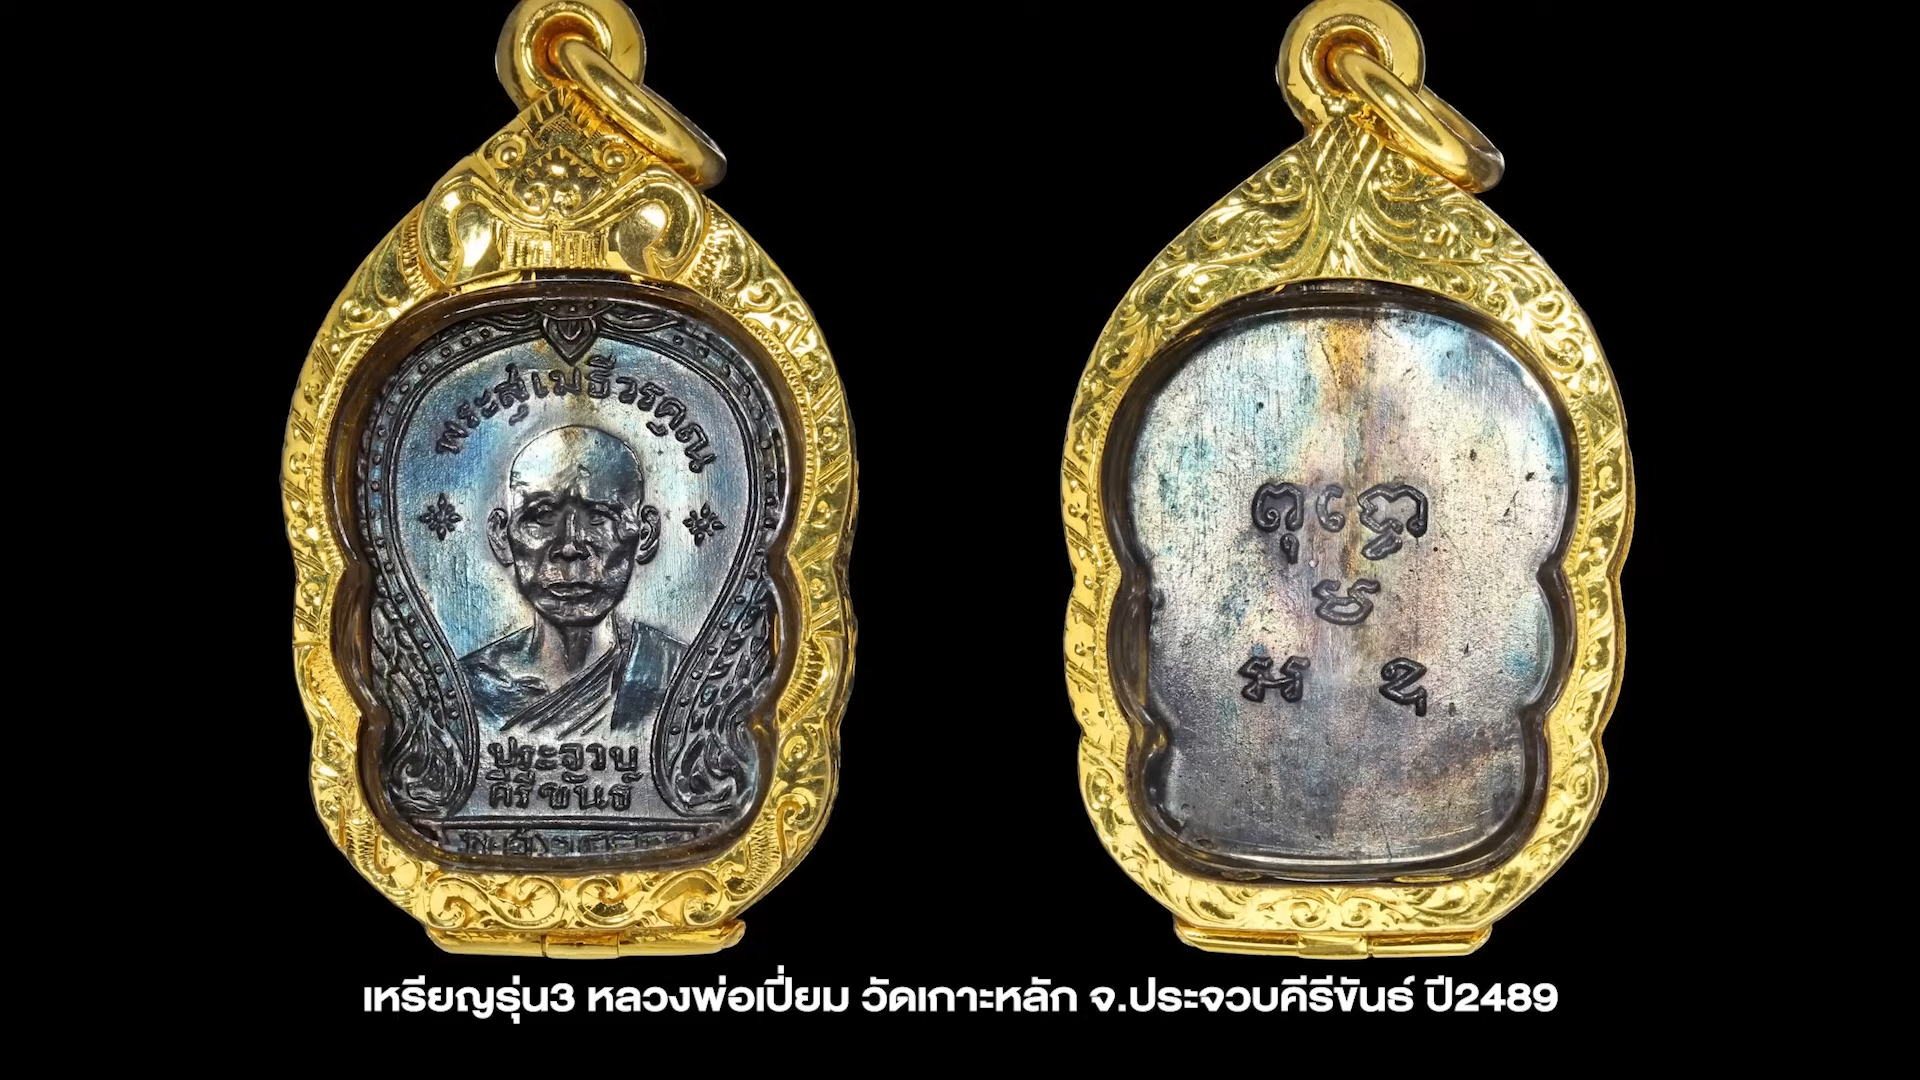 พระสุเมธีวรคุณ
ประจวบ
คีรีขันธ์
เหรียญรุ่น3 หลวงพ่อเปี่ยม วัดเกาะหลัก จ.ประจวบคีรีขันธ์ ปี2489